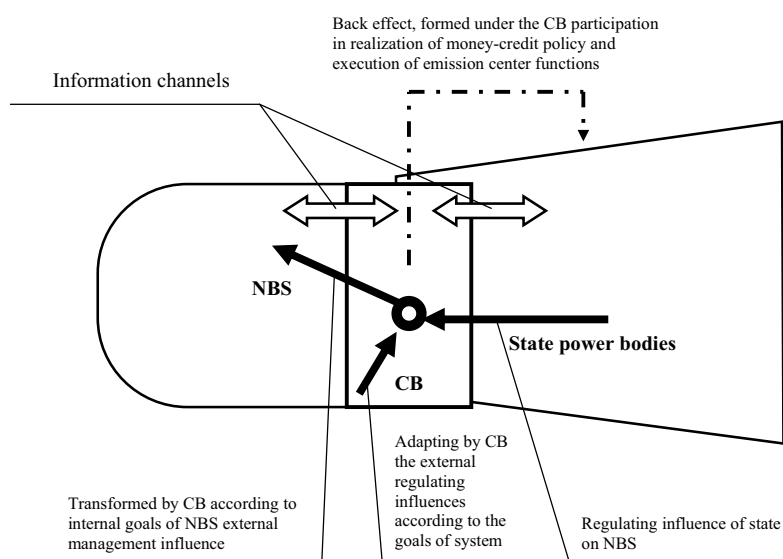 Back effect, formed under the CB participation
in realization of money-credit policy and
execution of emission center functions
Information channels
NBS
State power bodies
CB
Adapting by CB
the external
regulating
influences
according to the
goals of system
Transformed by CB according to
internal goals of NBS external
management influence
Regulating influence of state
on NBS